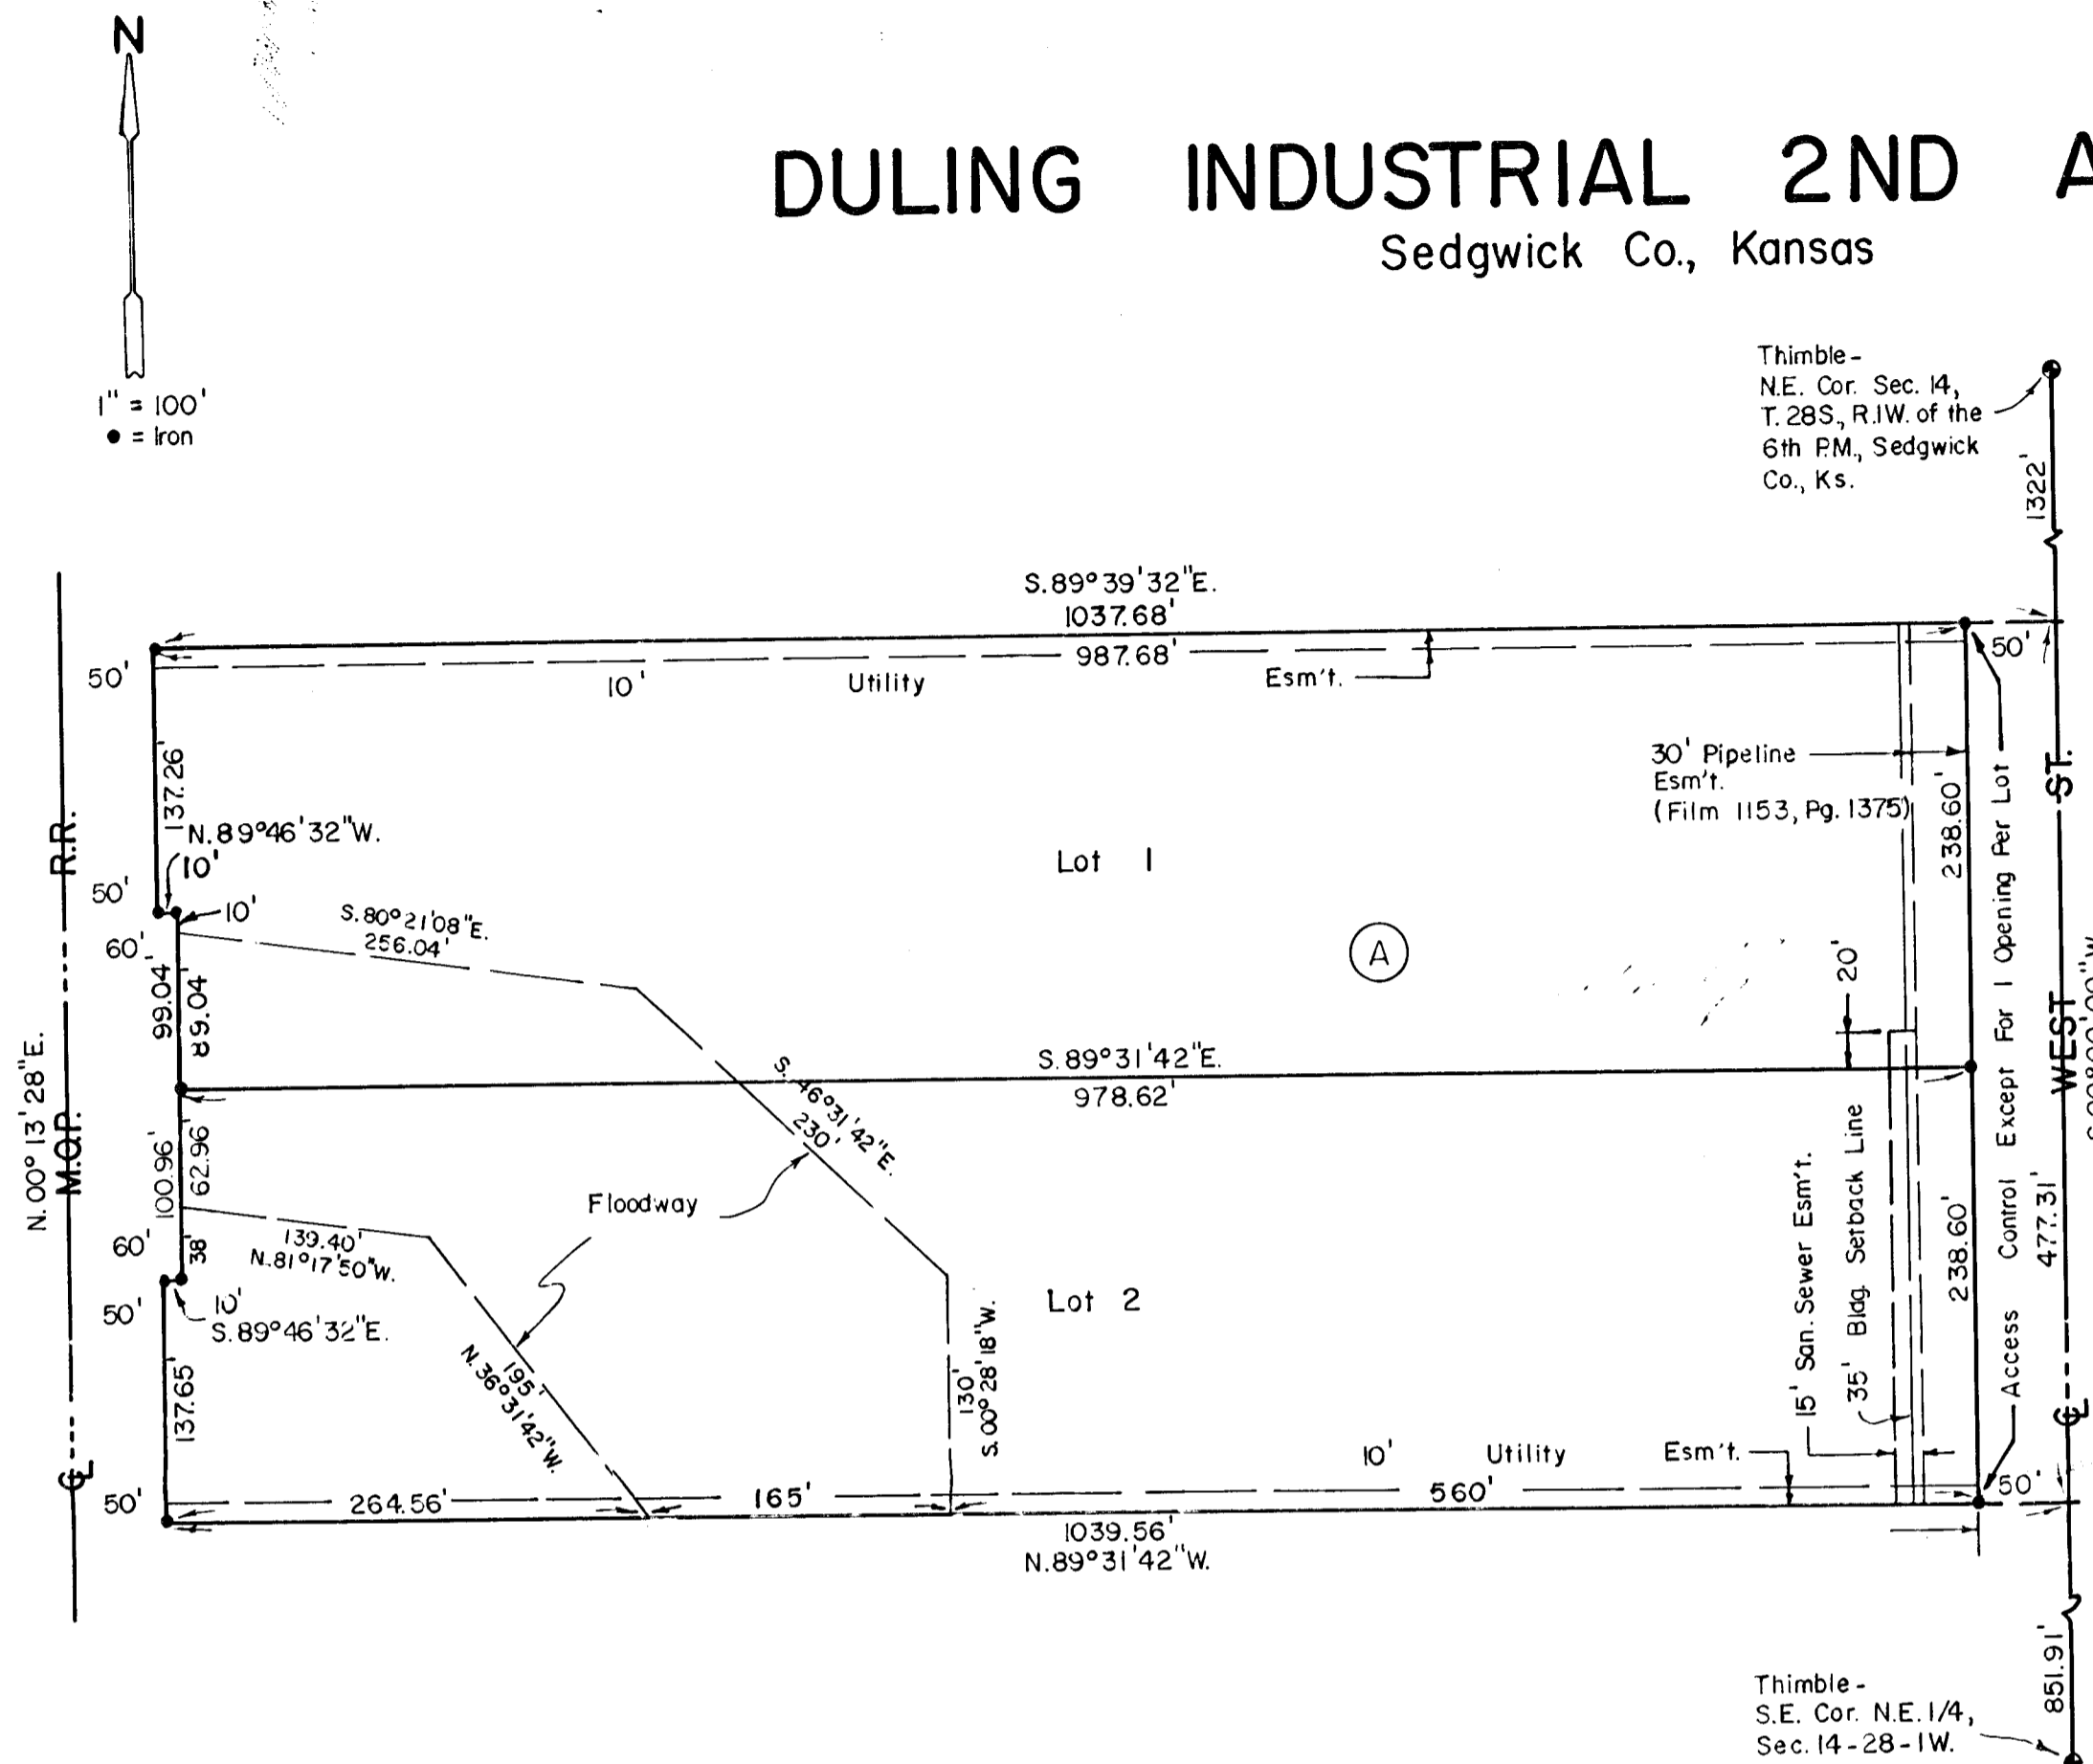 N
1" = 100'
● = Iron
DULING INDUSTRIAL 2ND A
Sedgwick Co., Kansas
Thimble -
N.E. Cor. Sec. 14,
T. 28S., R.1W. of the
6th P.M., Sedgwick
Co., Ks.
1322'
S.89°39'32"E.
1037.68'
987.68'
50'
50'
10' Utility Esm't.
137.26'
N.89°46'32"W.
10'
50'
10'
60'
S.80°21'08"E.
256.04'
99.04'
89.04'
30' Pipeline
Esm't.
(Film 1153, Pg. 1375)
238.60'
Lot 1
A
20'
R.R.
M.O.P.
N.00°13'28"E.
S.89°31'42"E.
978.62'
S. 46°31'42"E.
230'
100.96'
62.96'
Floodway
60'
38'
139.40'
N.81°17'50"W.
50'
10'
S.89°46'32"E.
Lot 2
137.65'
195'
N.36°31'42"W.
130'
S.00°28'18"W.
15' San. Sewer Esm't.
35' Bldg. Setback Line
238.60'
Access Control Except For 1 Opening Per Lot
477.31'
WEST ST.
℄
℄
10' Utility Esm't.
50'
50'
264.56'
165'
560'
1039.56'
N.89°31'42"W.
851.91'
Thimble -
S.E. Cor. N.E. 1/4,
Sec. 14-28-1W.